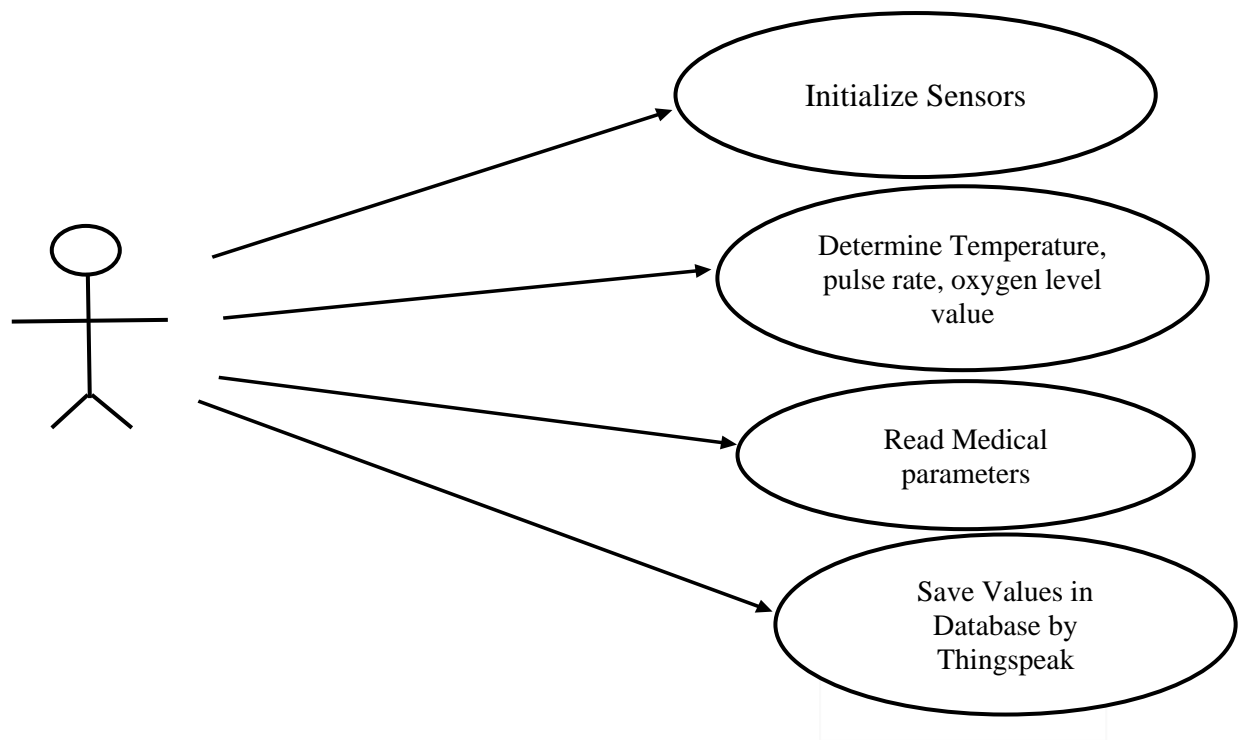 Initialize Sensors
Determine Temperature,
pulse rate, oxygen level
value
Read Medical
parameters
Save Values in
Database by
Thingspeak